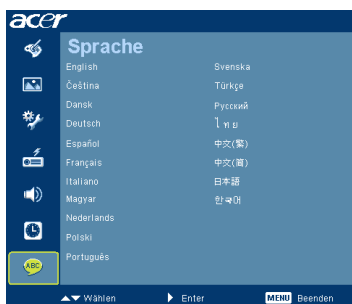 acer
Sprache
English
Čeština
Dansk
Deutsch
Español
Français
Italiano
Magyar
Nederlands
Polski
Português
Svenska
Türkçe
Русский
ไทย
中文(繁)
中文(简)
日本語
한국어
ABC
Wählen Enter MENU Beenden